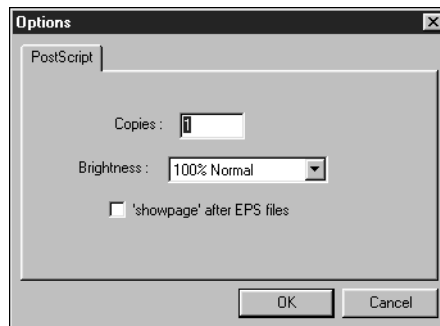 Options
PostScript
Copies : 1
Brightness : 100% Normal
'showpage' after EPS files
OK Cancel